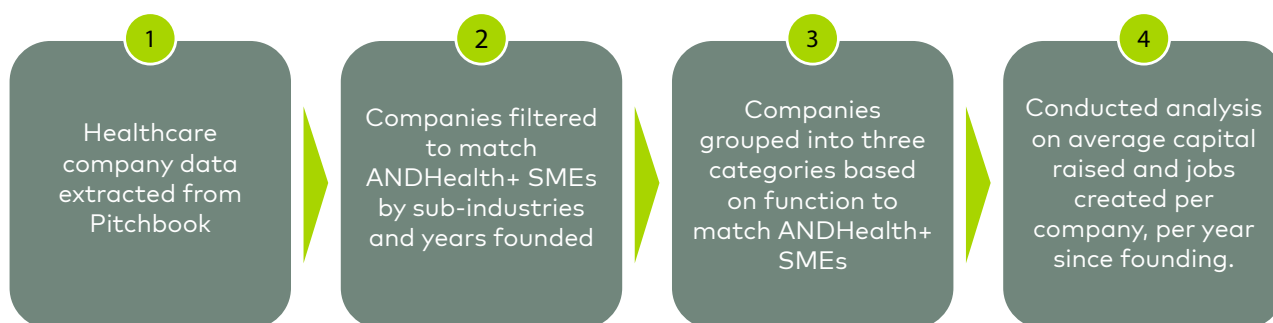 1
Healthcare
company data
extracted from
Pitchbook
2
Companies filtered
to match
ANDHealth+ SMEs
by sub-industries
and years founded
3
Companies
grouped into three
categories based
on function to
match ANDHealth+
SMEs
4
Conducted analysis
on average capital
raised and jobs
created per
company, per year
since founding.